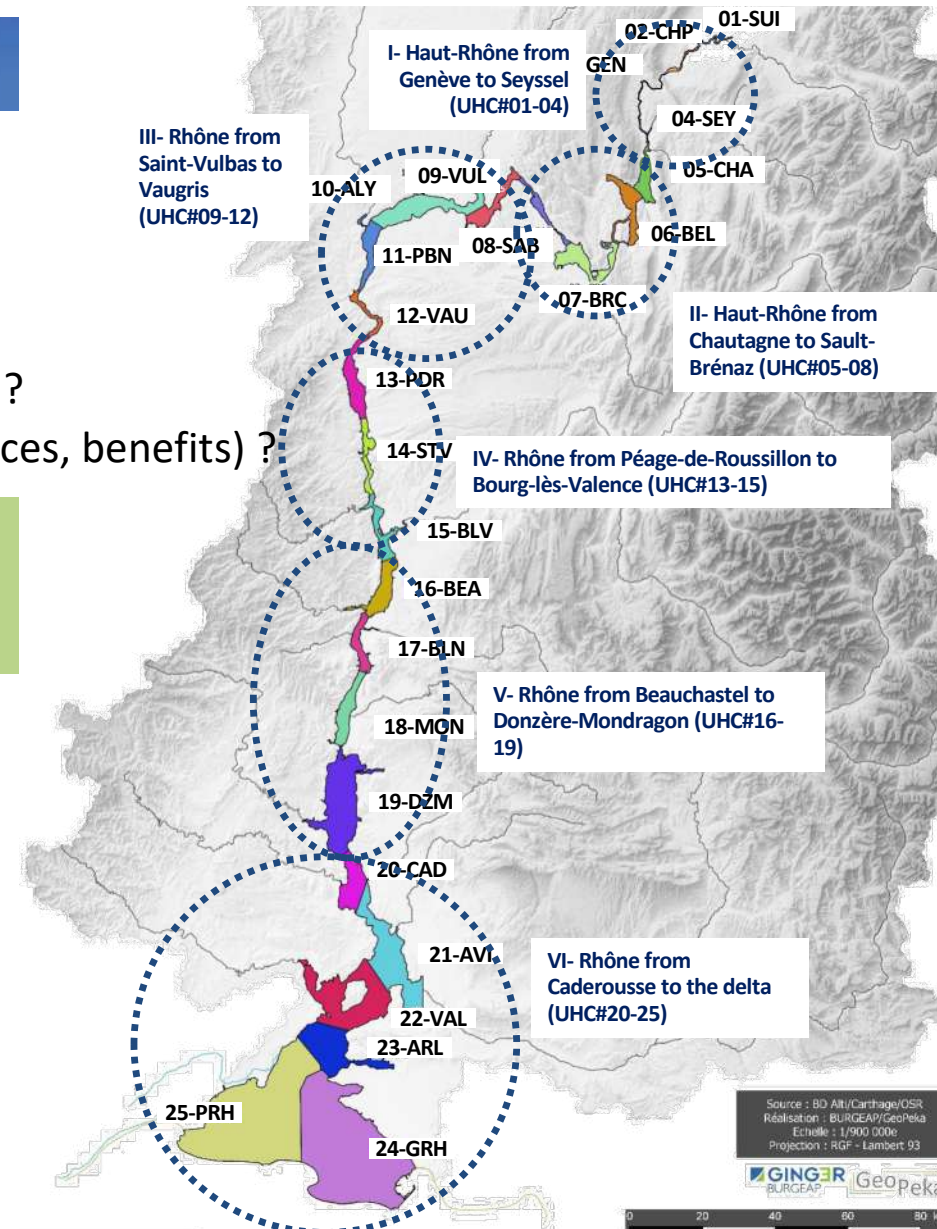 01-SUI
02-CHP
I- Haut-Rhône from
Genève to Seyssel
(UHC#01-04)
GEN
04-SEY
III- Rhône from
Saint-Vulbas to
Vaugris
(UHC#09-12)
05-CHA
09-VUL
10-ALY
06-BEL
08-SAB
11-PBN
07-BRC
12-VAU
II- Haut-Rhône from
Chautagne to Sault-
Brénaz (UHC#05-08)
13-PDR
?
ces, benefits) ?
14-STV
IV- Rhône from Péage-de-Roussillon to
Bourg-lès-Valence (UHC#13-15)
15-BLV
16-BEA
17-BLN
V- Rhône from Beauchastel to
Donzère-Mondragon (UHC#16-
19)
18-MON
19-DZM
20-CAD
21-AVI
VI- Rhône from
Caderousse to the delta
(UHC#20-25)
22-VAL
23-ARL
25-PRH
24-GRH
Source : BD Alti/Carthage/OSR
Réalisation : BURGEAP/GeoPeka
Echelle : 1/900 000e
Projection : RGF - Lambert 93
GINGER
BURGEAP
GeoPeka
0 20 40 60 80 k